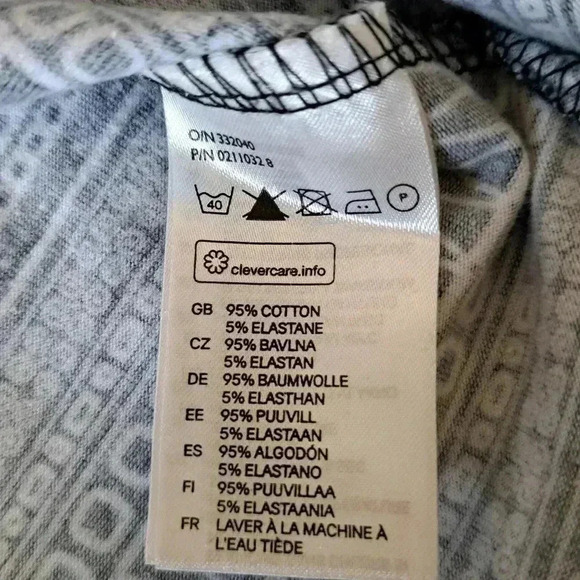 O/N 332040
P/N 0211032 8
40
P
clevercare.info
GB 95% COTTON
5% ELASTANE
CZ 95% BAVLNA
5% ELASTAN
DE 95% BAUMWOLLE
5% ELASTHAN
EE 95% PUUVILL
5% ELASTAAN
ES 95% ALGODÓN
5% ELASTANO
FI 95% PUUVILLAA
5% ELASTAANIA
FR LAVER À LA MACHINE À
L'EAU TIÈDE